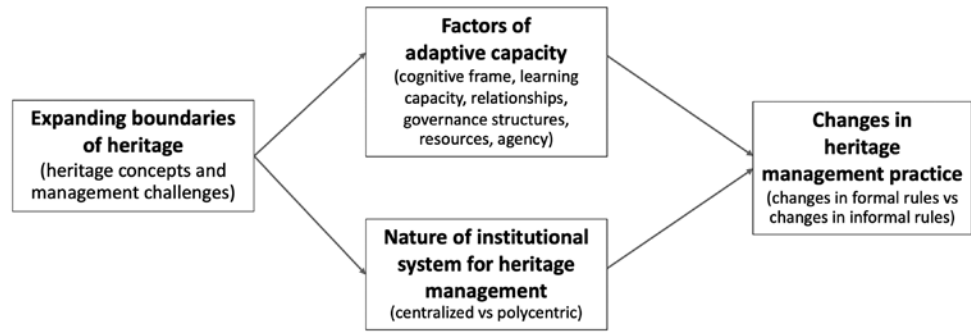 Expanding boundaries
of heritage
(heritage concepts and
management challenges)
Factors of
adaptive capacity
(cognitive frame, learning
capacity, relationships,
governance structures,
resources, agency)
Nature of institutional
system for heritage
management
(centralized vs polycentric)
Changes in
heritage
management practice
(changes in formal rules vs
changes in informal rules)